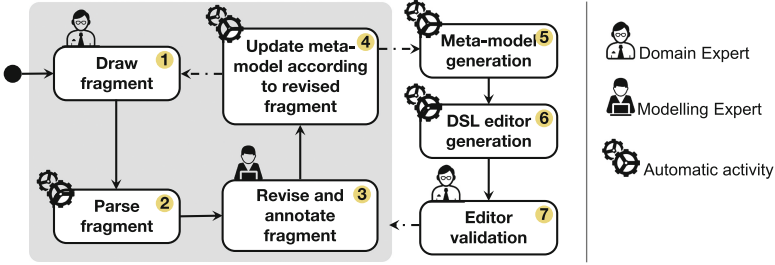 Draw
fragment
1
Parse
fragment
2
Revise and
annotate
fragment
3
Update meta-
model according
to revised
fragment
4
Meta-model
generation
5
DSL editor
generation
6
Editor
validation
7
Domain Expert
Modelling Expert
Automatic activity